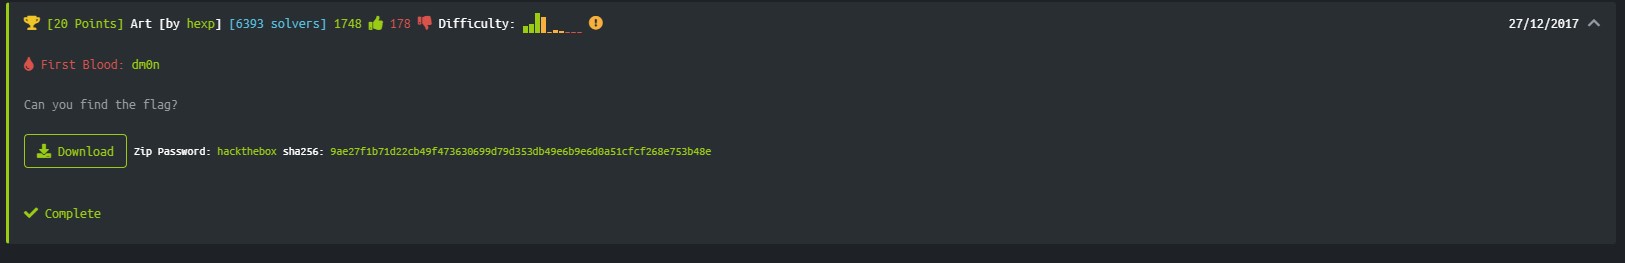 [20 Points] Art [by hexp] [6393 solvers] 1748 178 Difficulty: 27/12/2017
First Blood: dm0n
Can you find the flag?
Download Zip Password: hackthebox sha256: 9ae27f1b71d22cb49f473630699d79d353db49e6b9e6d0a51cfcf268e753b48e
Complete